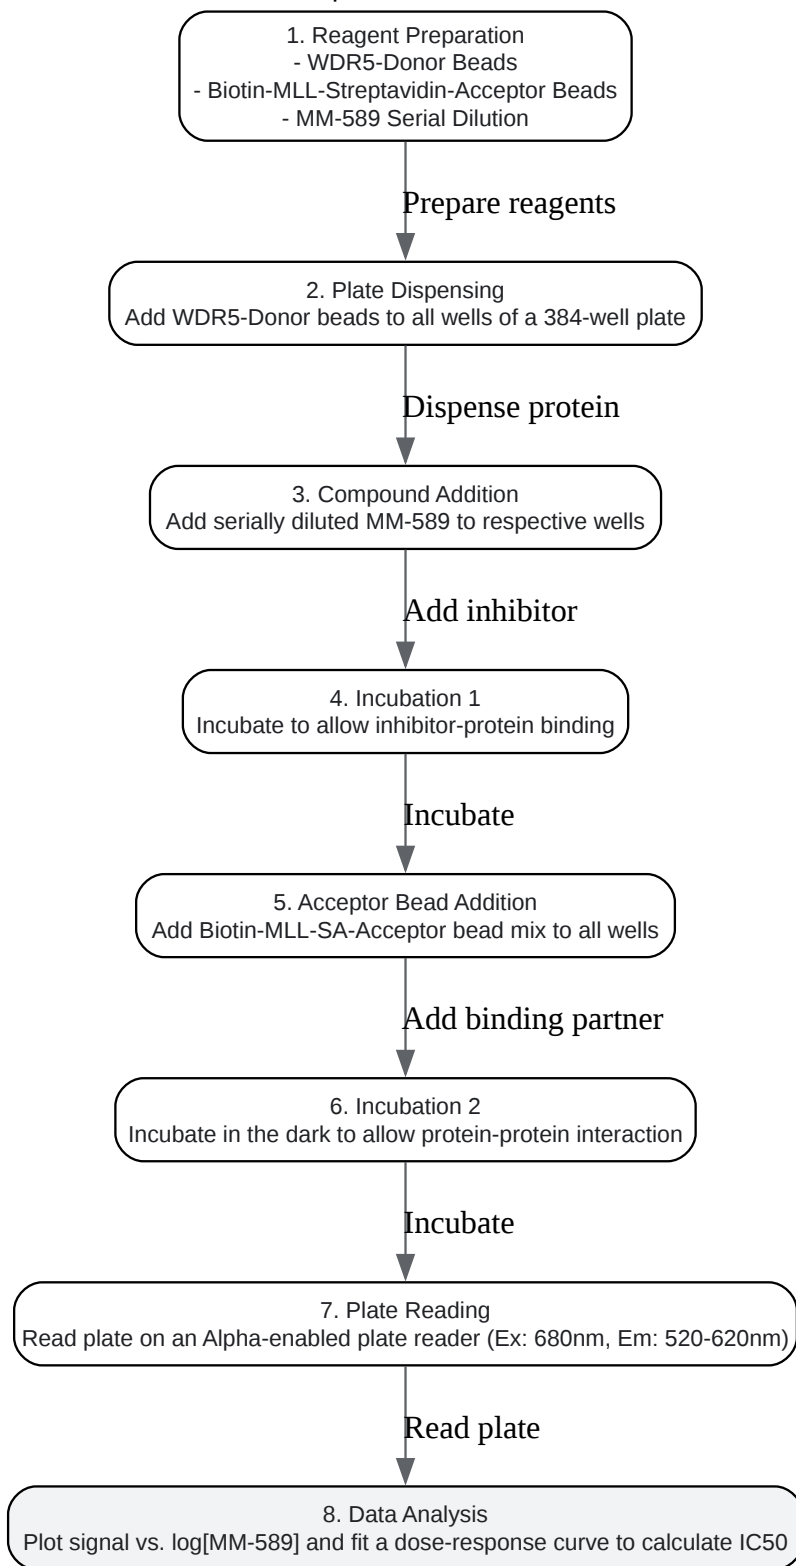 1. Reagent Preparation
- WDR5-Donor Beads
- Biotin-MLL-Streptavidin-Acceptor Beads
- MM-589 Serial Dilution
Prepare reagents
2. Plate Dispensing
Add WDR5-Donor beads to all wells of a 384-well plate
Dispense protein
3. Compound Addition
Add serially diluted MM-589 to respective wells
Add inhibitor
4. Incubation 1
Incubate to allow inhibitor-protein binding
Incubate
5. Acceptor Bead Addition
Add Biotin-MLL-SA-Acceptor bead mix to all wells
Add binding partner
6. Incubation 2
Incubate in the dark to allow protein-protein interaction
Incubate
7. Plate Reading
Read plate on an Alpha-enabled plate reader (Ex: 680nm, Em: 520-620nm)
Read plate
8. Data Analysis
Plot signal vs. log[MM-589] and fit a dose-response curve to calculate IC50